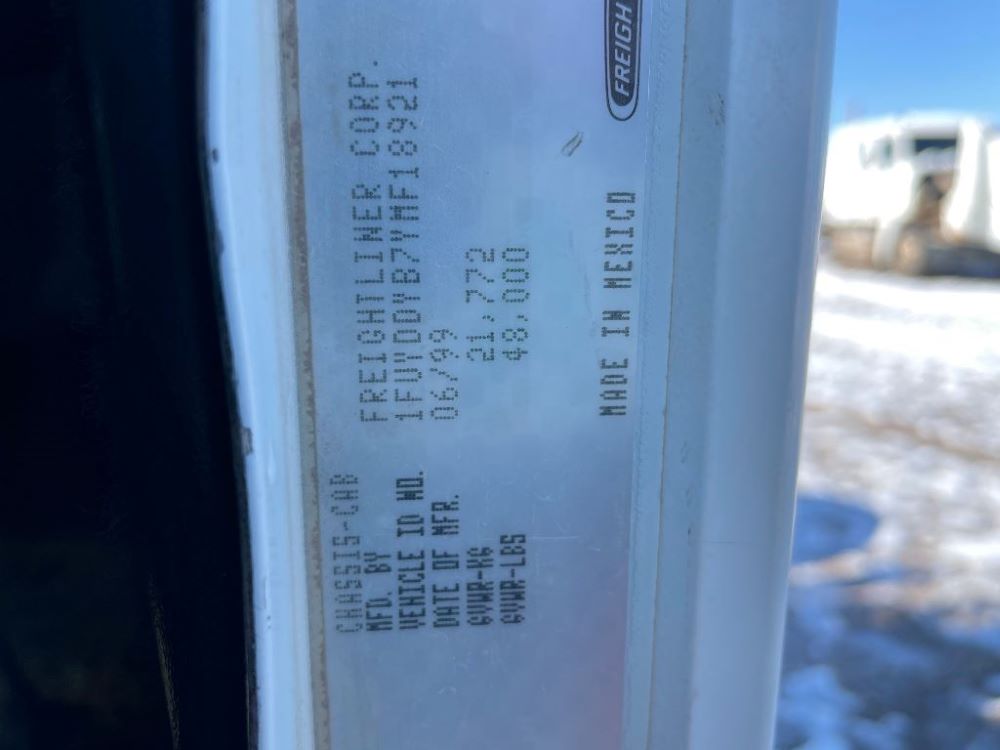 CHASSIS-CAB
MFD. BY FREIGHTLINER CORP.
VEHICLE ID NO. 1FUYDDYB7YMF18921
DATE OF MFR. 06/99
GVWR-KG 21,772
GVWR-LBS 48,000
MADE IN MEXICO
FREIGH